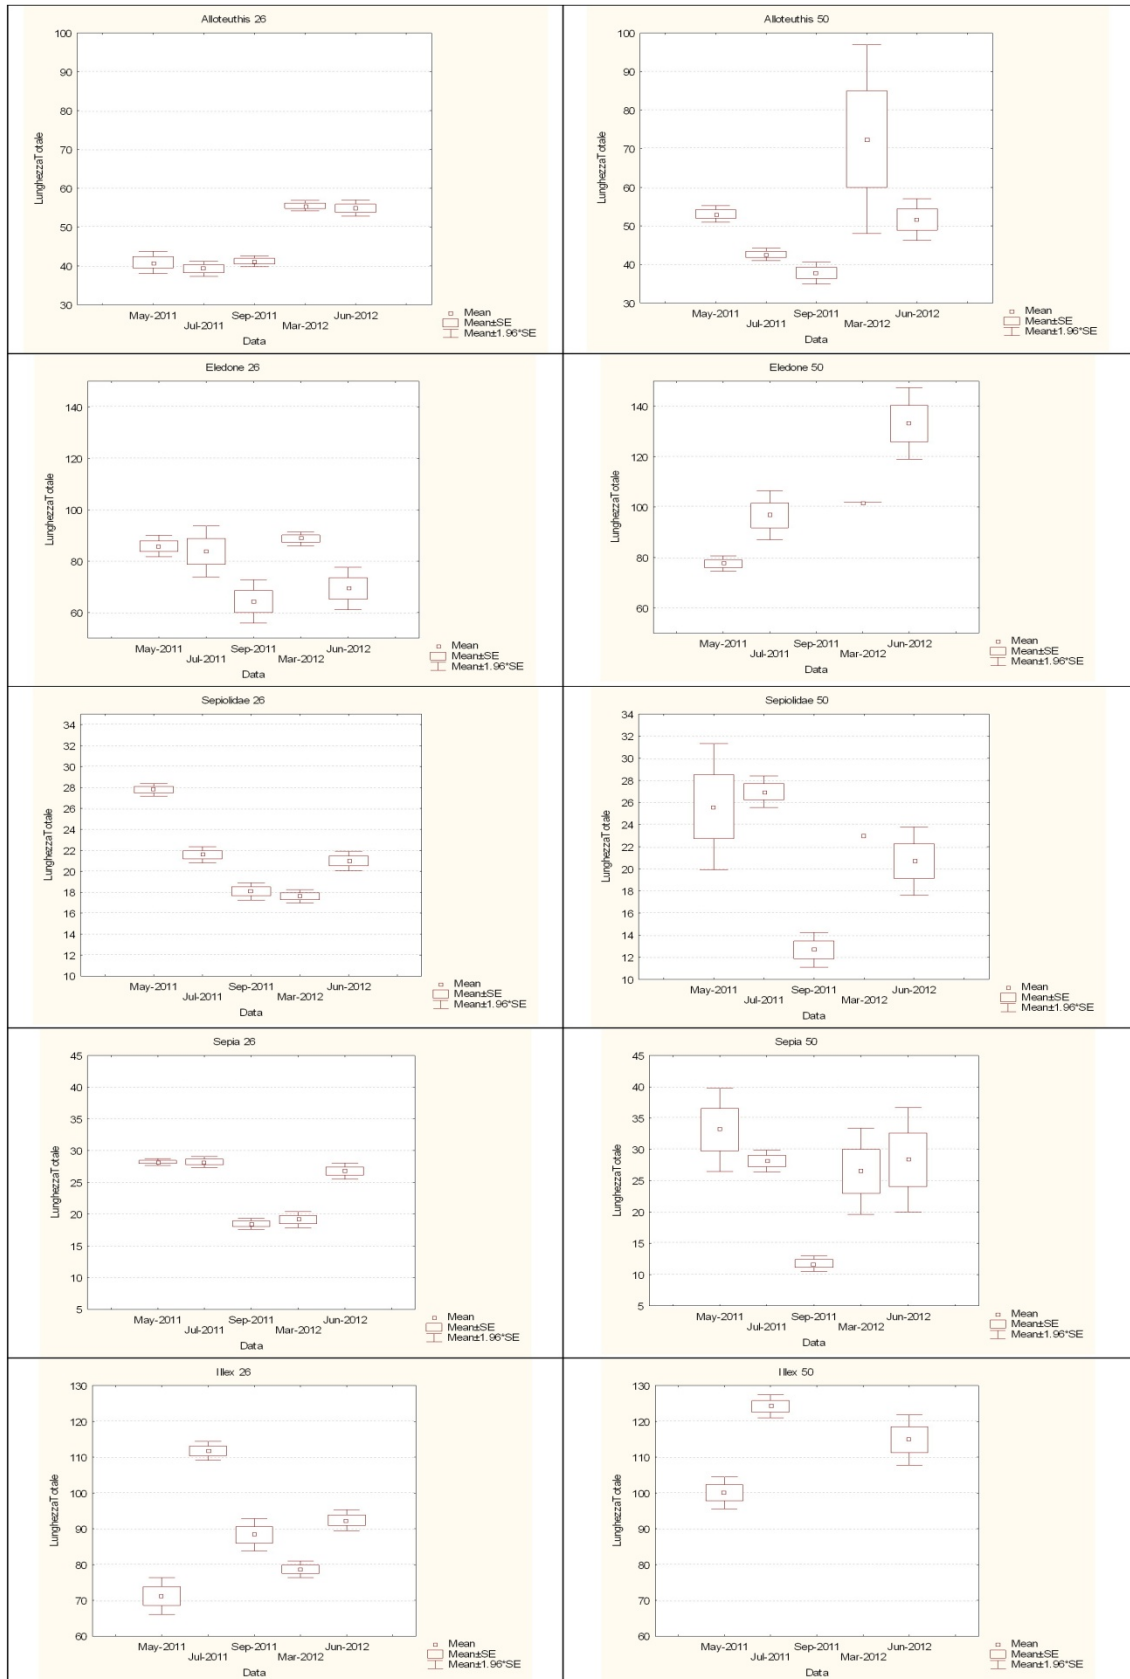 Alloteuthis 26
100
90
80
70
60
50
40
30
LunghezzaTotale
May-2011 Sep-2011 Jun-2012
Jul-2011 Mar-2012
Data
Mean
Mean±SE
Mean±1.96*SE
Alloteuthis 50
100
90
80
70
60
50
40
30
LunghezzaTotale
May-2011 Sep-2011 Jun-2012
Jul-2011 Mar-2012
Data
Mean
Mean±SE
Mean±1.96*SE
Eledone 26
140
120
100
80
60
LunghezzaTotale
May-2011 Sep-2011 Jun-2012
Jul-2011 Mar-2012
Data
Mean
Mean±SE
Mean±1.96*SE
Eledone 50
140
120
100
80
60
LunghezzaTotale
May-2011 Sep-2011 Jun-2012
Jul-2011 Mar-2012
Data
Mean
Mean±SE
Mean±1.96*SE
Sepiolidae 26
34
32
30
28
26
24
22
20
18
16
14
12
10
LunghezzaTotale
May-2011 Sep-2011 Jun-2012
Jul-2011 Mar-2012
Data
Mean
Mean±SE
Mean±1.96*SE
Sepiolidae 50
34
32
30
28
26
24
22
20
18
16
14
12
10
LunghezzaTotale
May-2011 Sep-2011 Jun-2012
Jul-2011 Mar-2012
Data
Mean
Mean±SE
Mean±1.96*SE
Sepia 26
45
40
35
30
25
20
15
10
5
LunghezzaTotale
May-2011 Sep-2011 Jun-2012
Jul-2011 Mar-2012
Data
Mean
Mean±SE
Mean±1.96*SE
Sepia 50
45
40
35
30
25
20
15
10
5
LunghezzaTotale
May-2011 Sep-2011 Jun-2012
Jul-2011 Mar-2012
Data
Mean
Mean±SE
Mean±1.96*SE
Illex 26
130
120
110
100
90
80
70
60
LunghezzaTotale
May-2011 Sep-2011 Jun-2012
Jul-2011 Mar-2012
Data
Mean
Mean±SE
Mean±1.96*SE
Illex 50
130
120
110
100
90
80
70
60
LunghezzaTotale
May-2011 Sep-2011 Jun-2012
Jul-2011 Mar-2012
Data
Mean
Mean±SE
Mean±1.96*SE